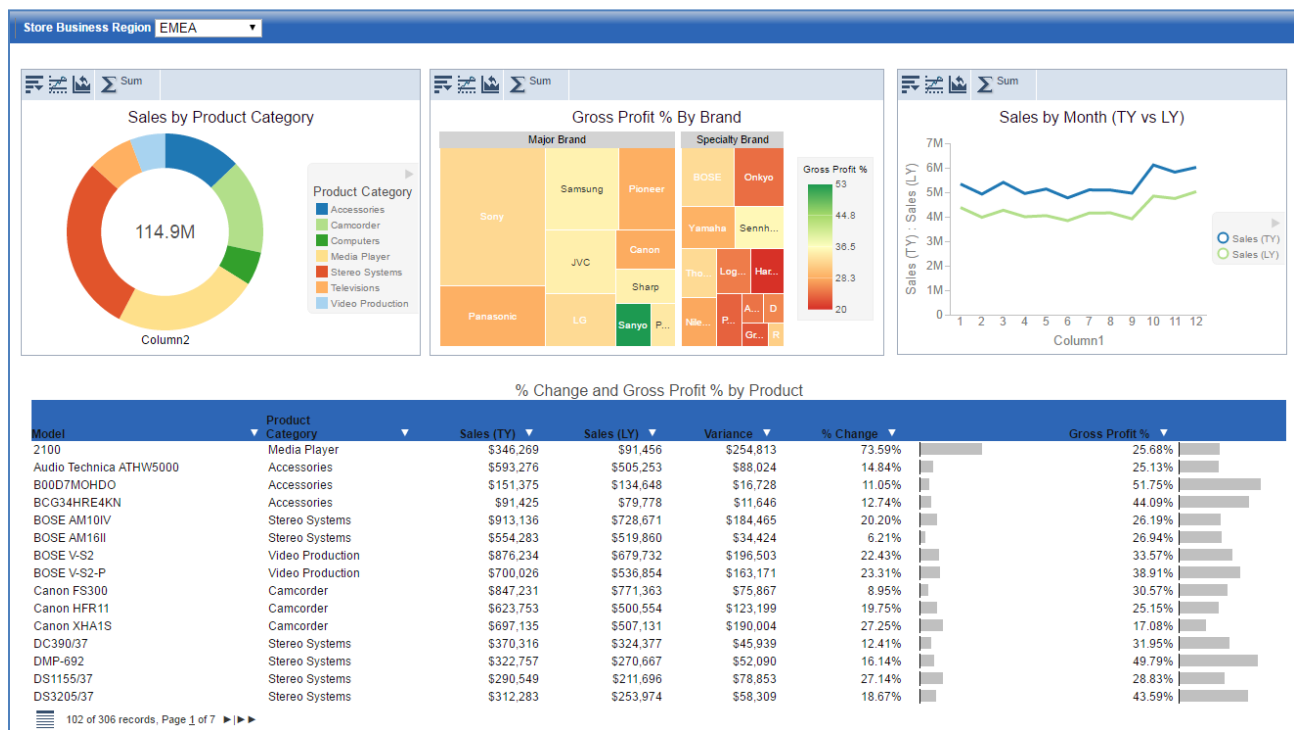 Store Business Region EMEA
Sum
Sales by Product Category
114.9M
Column2
Product Category
Accessories
Camcorder
Computers
Media Player
Stereo Systems
Televisions
Video Production
Sum
Gross Profit % By Brand
Major Brand
Specialty Brand
Sony
Samsung
Pioneer
JVC
Canon
Sharp
Panasonic
LG
Sanyo
P...
BOSE
Onkyo
Yamaha
Sennh...
Tho...
Log...
Har...
Nile...
P...
A...
D
Gr...
R
Gross Profit %
53
44.8
36.5
28.3
20
Sum
Sales by Month (TY vs LY)
Sales (TY) : Sales (LY)
7M
6M
5M
4M
3M
2M
1M
0
1 2 3 4 5 6 7 8 9 10 11 12
Column1
Sales (TY)
Sales (LY)
% Change and Gross Profit % by Product
Model Product Category Sales (TY) Sales (LY) Variance % Change Gross Profit %
2100 Media Player $346,269 $91,456 $254,813 73.59% 25.68%
Audio Technica ATHW5000 Accessories $593,276 $505,253 $88,024 14.84% 25.13%
B00D7MOHDO Accessories $151,375 $134,648 $16,728 11.05% 51.75%
BCG34HRE4KN Accessories $91,425 $79,778 $11,646 12.74% 44.09%
BOSE AM10IV Stereo Systems $913,136 $728,671 $184,465 20.20% 26.19%
BOSE AM16II Stereo Systems $554,283 $519,860 $34,424 6.21% 26.94%
BOSE V-S2 Video Production $876,234 $679,732 $196,503 22.43% 33.57%
BOSE V-S2-P Video Production $700,026 $536,854 $163,171 23.31% 38.91%
Canon FS300 Camcorder $847,231 $771,363 $75,867 8.95% 30.57%
Canon HFR11 Camcorder $623,753 $500,554 $123,199 19.75% 25.15%
Canon XHA1S Camcorder $697,135 $507,131 $190,004 27.25% 17.08%
DC390/37 Stereo Systems $370,316 $324,377 $45,939 12.41% 31.95%
DMP-692 Stereo Systems $322,757 $270,667 $52,090 16.14% 49.79%
DS1155/37 Stereo Systems $290,549 $211,696 $78,853 27.14% 28.83%
DS3205/37 Stereo Systems $312,283 $253,974 $58,309 18.67% 43.59%
102 of 306 records, Page 1 of 7